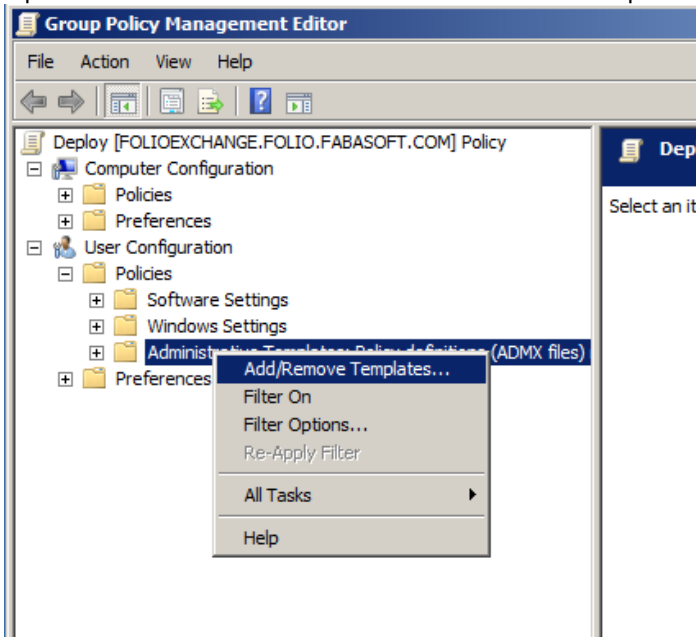 Group Policy Management Editor
File Action View Help
Deploy [FOLIOEXCHANGE.FOLIO.FABASOFT.COM] Policy
Computer Configuration
Policies
Preferences
User Configuration
Policies
Software Settings
Windows Settings
Administrative Templates: Policy definitions (ADMX files)
Preferences
Add/Remove Templates...
Filter On
Filter Options...
Re-Apply Filter
All Tasks
Help
Dep
Select an it